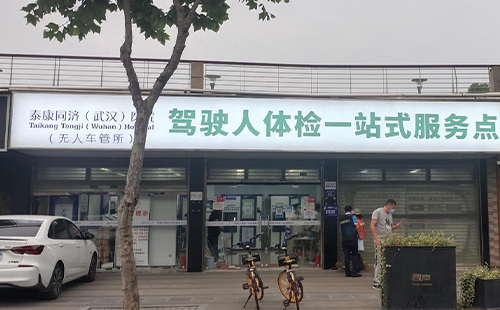 泰康同济（武汉）医院
Taikang Tongji（Wuhan）Hospital
（无人车管所）
驾驶人体检一站式服务点